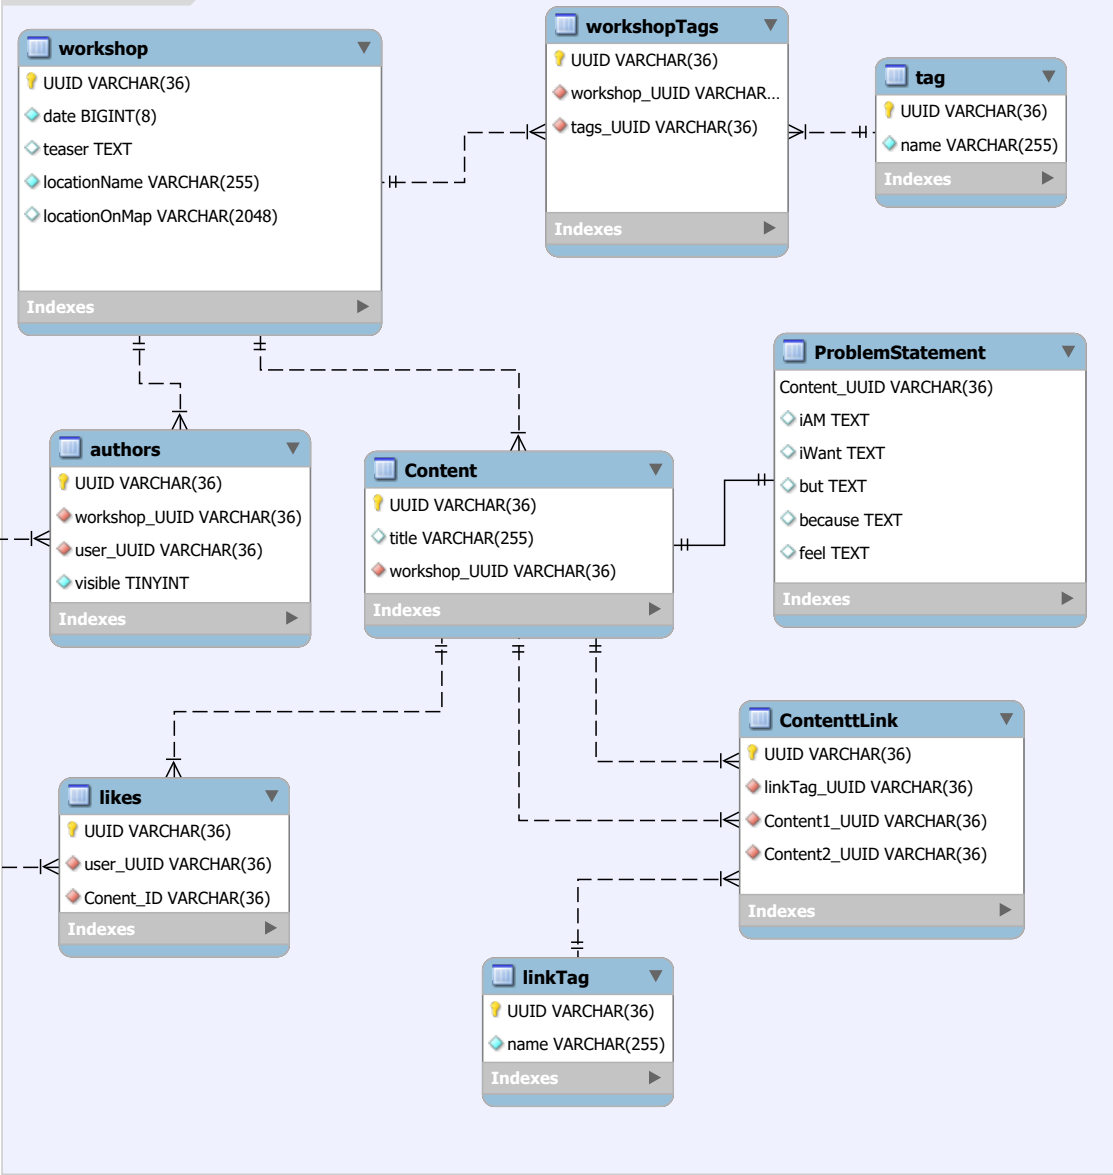 workshop
UUID VARCHAR(36)
date BIGINT(8)
teaser TEXT
locationName VARCHAR(255)
locationOnMap VARCHAR(2048)
Indexes
workshopTags
UUID VARCHAR(36)
workshop_UUID VARCHAR...
tags_UUID VARCHAR(36)
Indexes
tag
UUID VARCHAR(36)
name VARCHAR(255)
Indexes
authors
UUID VARCHAR(36)
workshop_UUID VARCHAR(36)
user_UUID VARCHAR(36)
visible TINYINT
Indexes
Content
UUID VARCHAR(36)
title VARCHAR(255)
workshop_UUID VARCHAR(36)
Indexes
ProblemStatement
Content_UUID VARCHAR(36)
iAM TEXT
iWant TEXT
but TEXT
because TEXT
feel TEXT
Indexes
likes
UUID VARCHAR(36)
user_UUID VARCHAR(36)
Conent_ID VARCHAR(36)
Indexes
ContenttLink
UUID VARCHAR(36)
linkTag_UUID VARCHAR(36)
Content1_UUID VARCHAR(36)
Content2_UUID VARCHAR(36)
Indexes
linkTag
UUID VARCHAR(36)
name VARCHAR(255)
Indexes